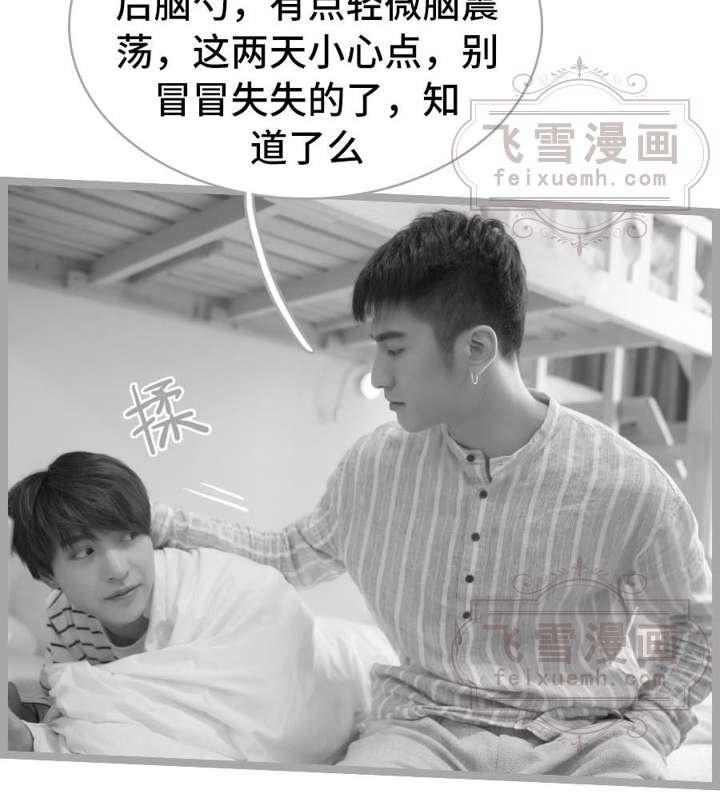 后脑勺，有点轻微脑震
荡，这两天小心点，别
冒冒失失的了，知
道了么
飞雪漫画
feixuemh.com
揉
飞雪漫画
feixuemh.com